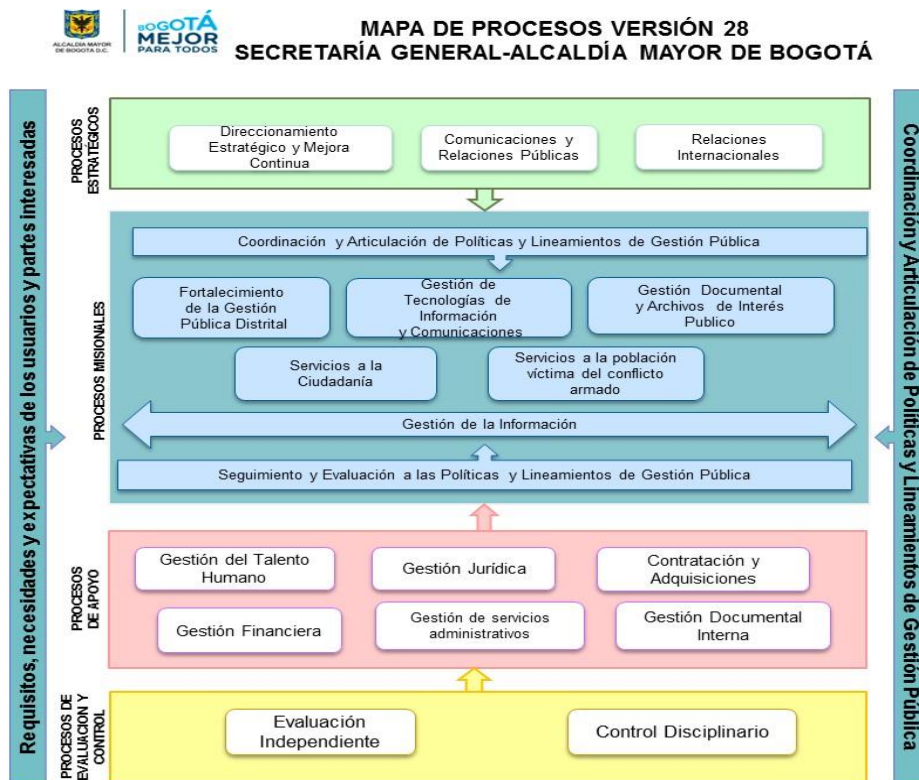 ALCALDÍA MAYOR
DE BOGOTÁ D.C.
BOGOTÁ
MEJOR
PARA TODOS
MAPA DE PROCESOS VERSIÓN 28
SECRETARÍA GENERAL-ALCALDÍA MAYOR DE BOGOTÁ
Requisitos, necesidades y expectativas de los usuarios y partes interesadas
PROCESOS
ESTRATÉGICOS
Direccionamiento
Estratégico y Mejora
Continua
Comunicaciones y
Relaciones Públicas
Relaciones
Internacionales
PROCESOS MISIONALES
Coordinación y Articulación de Políticas y Lineamientos de Gestión Pública
Fortalecimiento
de la Gestión
Pública Distrital
Gestión de
Tecnologías de
Información
y Comunicaciones
Gestión Documental
y Archivos de Interés
Publico
Servicios a la
Ciudadanía
Servicios a la población
víctima del conflicto
armado
Gestión de la Información
Seguimiento y Evaluación a las Políticas y Lineamientos de Gestión Pública
PROCESOS
DE APOYO
Gestión del Talento
Humano
Gestión Jurídica
Contratación y
Adquisiciones
Gestión Financiera
Gestión de servicios
administrativos
Gestión Documental
Interna
PROCESOS DE
EVALUACION Y
CONTROL
Evaluación
Independiente
Control Disciplinario
Coordinación y Articulación de Políticas y Lineamientos de Gestión Pública